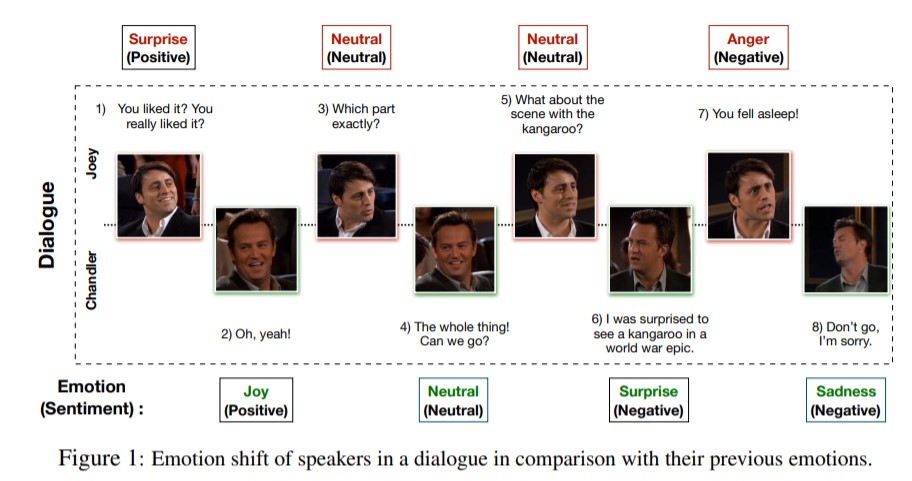 Surprise
(Positive)
Neutral
(Neutral)
Neutral
(Neutral)
Anger
(Negative)
1) You liked it? You
really liked it?
3) Which part
exactly?
5) What about the
scene with the
kangaroo?
7) You fell asleep!
Dialogue
Joey
Chandler
2) Oh, yeah!
4) The whole thing!
Can we go?
6) I was surprised to
see a kangaroo in a
world war epic.
8) Don't go,
I'm sorry.
Emotion
(Sentiment) :
Joy
(Positive)
Neutral
(Neutral)
Surprise
(Negative)
Sadness
(Negative)
Figure 1: Emotion shift of speakers in a dialogue in comparison with their previous emotions.